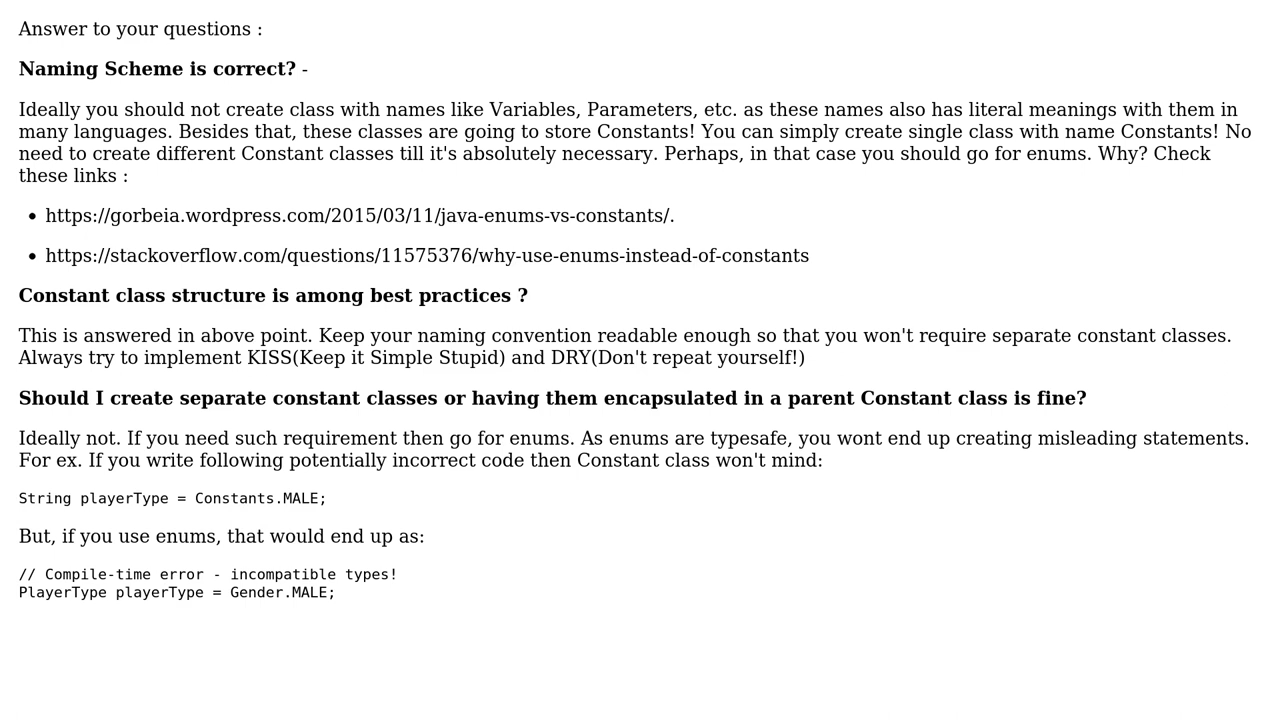 Answer to your questions :
Naming Scheme is correct? -
Ideally you should not create class with names like Variables, Parameters, etc. as these names also has literal meanings with them in
many languages. Besides that, these classes are going to store Constants! You can simply create single class with name Constants! No
need to create different Constant classes till it's absolutely necessary. Perhaps, in that case you should go for enums. Why? Check
these links :
• https://gorbeia.wordpress.com/2015/03/11/java-enums-vs-constants/.
• https://stackoverflow.com/questions/11575376/why-use-enums-instead-of-constants
Constant class structure is among best practices ?
This is answered in above point. Keep your naming convention readable enough so that you won't require separate constant classes.
Always try to implement KISS(Keep it Simple Stupid) and DRY(Don't repeat yourself!)
Should I create separate constant classes or having them encapsulated in a parent Constant class is fine?
Ideally not. If you need such requirement then go for enums. As enums are typesafe, you wont end up creating misleading statements.
For ex. If you write following potentially incorrect code then Constant class won't mind:
String playerType = Constants.MALE;
But, if you use enums, that would end up as:
// Compile-time error - incompatible types!
PlayerType playerType = Gender.MALE;